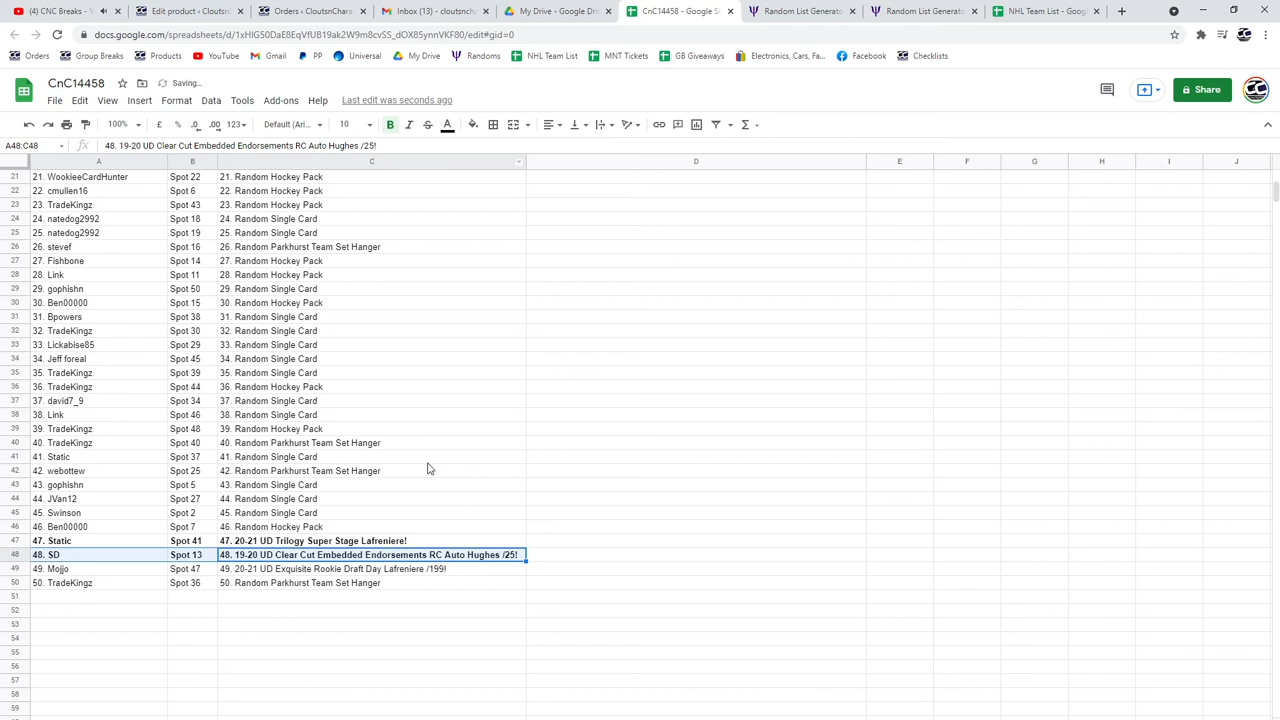 (4) CNC Breaks - Yo
Edit product ‹ CloutsnChara
Orders ‹ CloutsnCharac
Inbox (13) - cloutsnch
My Drive - Google Dri
CnC14458 - Google Sh
Random List Generato
Random List Generato
NHL Team List - Goog
docs.google.com/spreadsheets/d/1xHIG50DaE8EqVfUB19ak2W9m8cvSS_dOX85ynnVKF80/edit#gid=0
Orders
Group Breaks
Products
YouTube
Gmail
PP
Universal
My Drive
Randoms
NHL Team List
MNT Tickets
GB Giveaways
Electronics, Cars, Fa...
Facebook
Checklists
CnC14458
Saving...
File Edit View Insert Format Data Tools Add-ons Help Last edit was seconds ago
Share
100% £ % .0 .00 123 Default (Ari... 10 B I S A
A48:C48 fx 48. 19-20 UD Clear Cut Embedded Endorsements RC Auto Hughes /25!
A B C D E F G H I J
21 21. WookieeCardHunter Spot 22 21. Random Hockey Pack
22 22. cmullen16 Spot 6 22. Random Hockey Pack
23 23. TradeKingz Spot 43 23. Random Hockey Pack
24 24. natedog2992 Spot 18 24. Random Single Card
25 25. natedog2992 Spot 19 25. Random Single Card
26 26. stevef Spot 16 26. Random Parkhurst Team Set Hanger
27 27. Fishbone Spot 14 27. Random Hockey Pack
28 28. Link Spot 11 28. Random Hockey Pack
29 29. gophishn Spot 50 29. Random Single Card
30 30. Ben00000 Spot 15 30. Random Hockey Pack
31 31. Bpowers Spot 38 31. Random Single Card
32 32. TradeKingz Spot 30 32. Random Single Card
33 33. Lickabise85 Spot 29 33. Random Single Card
34 34. Jeff foreal Spot 45 34. Random Single Card
35 35. TradeKingz Spot 39 35. Random Single Card
36 36. TradeKingz Spot 44 36. Random Hockey Pack
37 37. david7_9 Spot 34 37. Random Single Card
38 38. Link Spot 46 38. Random Single Card
39 39. TradeKingz Spot 48 39. Random Hockey Pack
40 40. TradeKingz Spot 40 40. Random Parkhurst Team Set Hanger
41 41. Static Spot 37 41. Random Single Card
42 42. webottew Spot 25 42. Random Parkhurst Team Set Hanger
43 43. gophishn Spot 5 43. Random Single Card
44 44. JVan12 Spot 27 44. Random Single Card
45 45. Swinson Spot 2 45. Random Single Card
46 46. Ben00000 Spot 7 46. Random Hockey Pack
47 47. Static Spot 41 47. 20-21 UD Trilogy Super Stage Lafreniere!
48 48. SD Spot 13 48. 19-20 UD Clear Cut Embedded Endorsements RC Auto Hughes /25!
49 49. Mojjo Spot 47 49. 20-21 UD Exquisite Rookie Draft Day Lafreniere /199!
50 50. TradeKingz Spot 36 50. Random Parkhurst Team Set Hanger
51
52
53
54
55
56
57
58
59